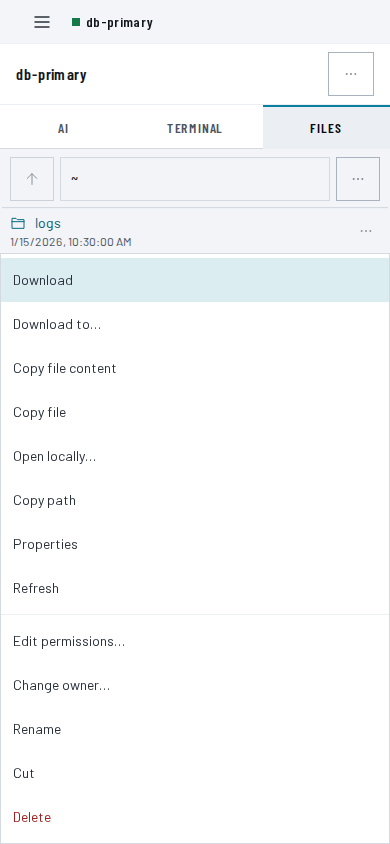 db-primary
db-primary
...
AI
TERMINAL
FILES
~
...
logs
1/15/2026, 10:30:00 AM
...
Download
Download to...
Copy file content
Copy file
Open locally...
Copy path
Properties
Refresh
Edit permissions...
Change owner...
Rename
Cut
Delete